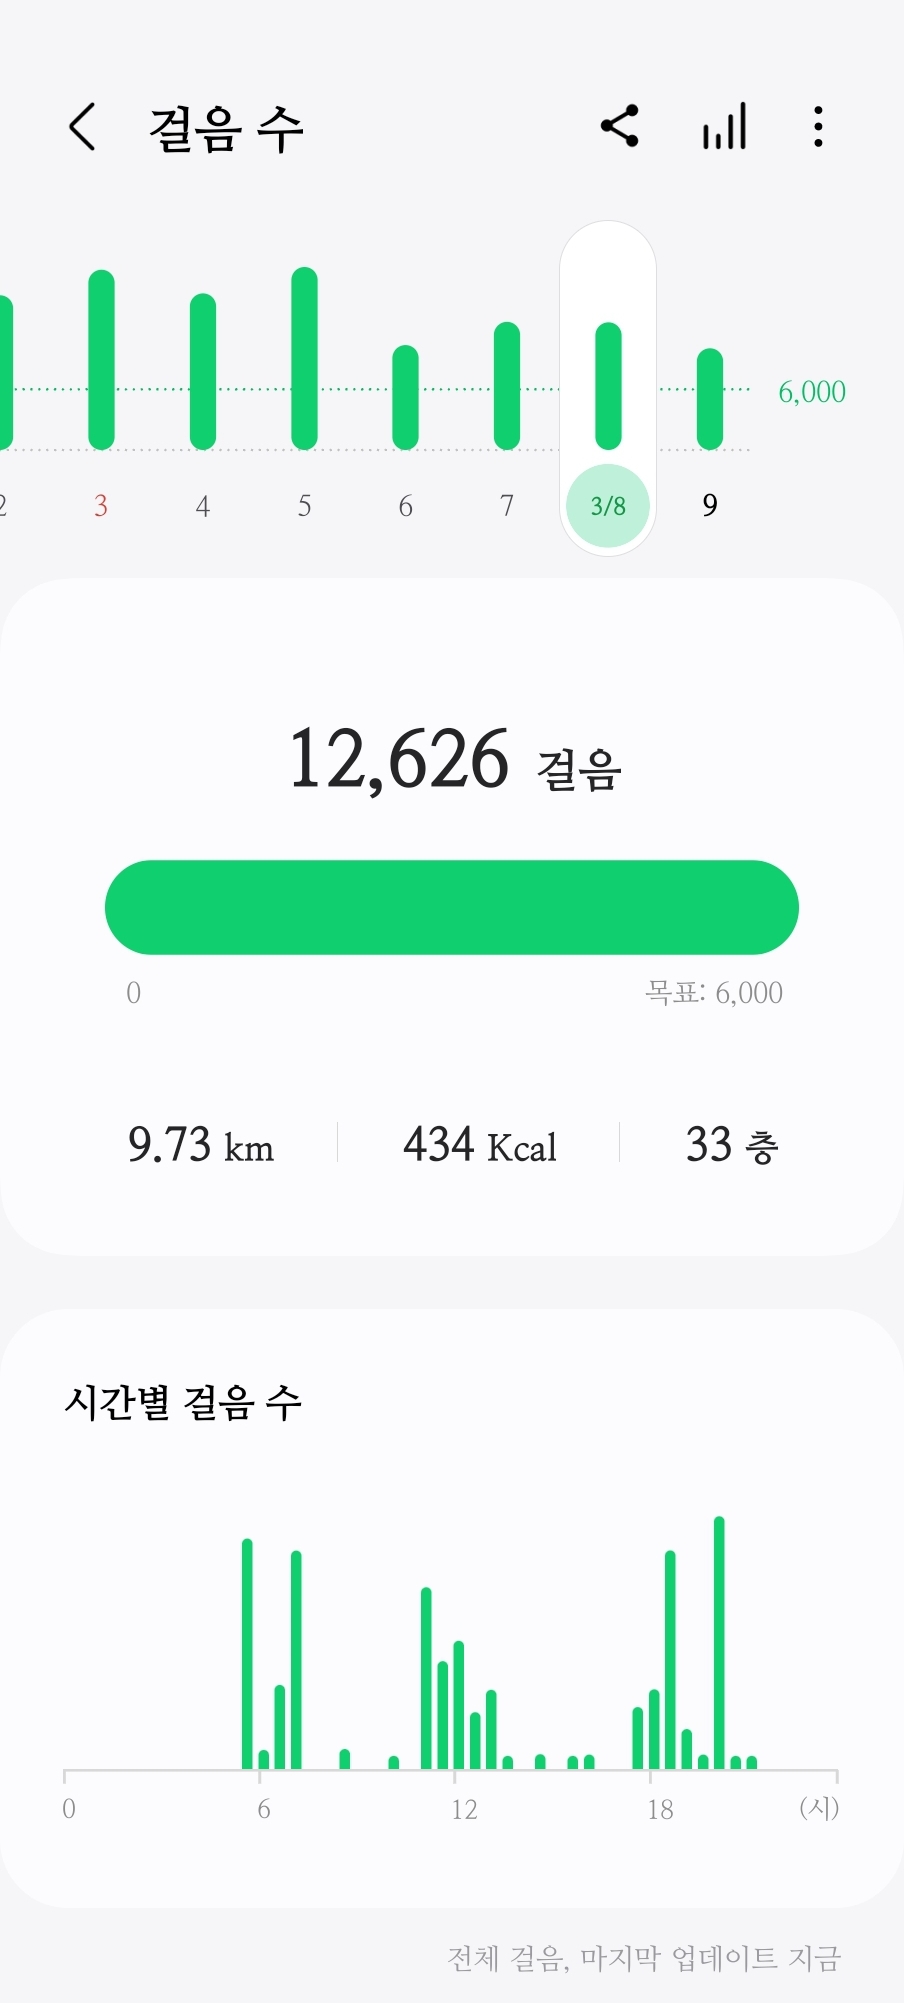 걸음 수
6,000
2 3 4 5 6 7 3/8 9
12,626 걸음
0 목표: 6,000
9.73 km 434 Kcal 33 층
시간별 걸음 수
0 6 12 18 (시)
전체 걸음, 마지막 업데이트 지금